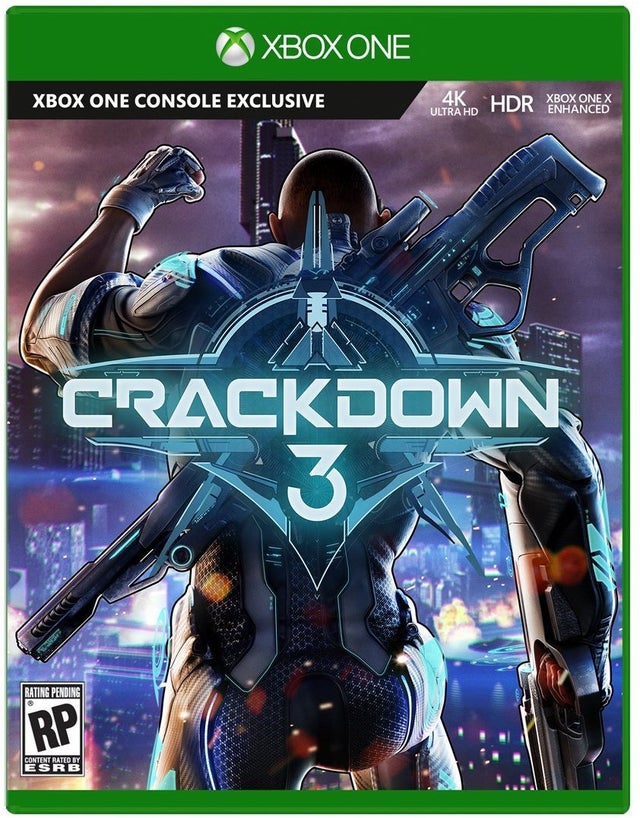 XBOX ONE
XBOX ONE CONSOLE EXCLUSIVE
4K
ULTRA HD
HDR
XBOX ONE X
ENHANCED
CRACKDOWN
3
RATING PENDING
RP
CONTENT RATED BY
ESRB